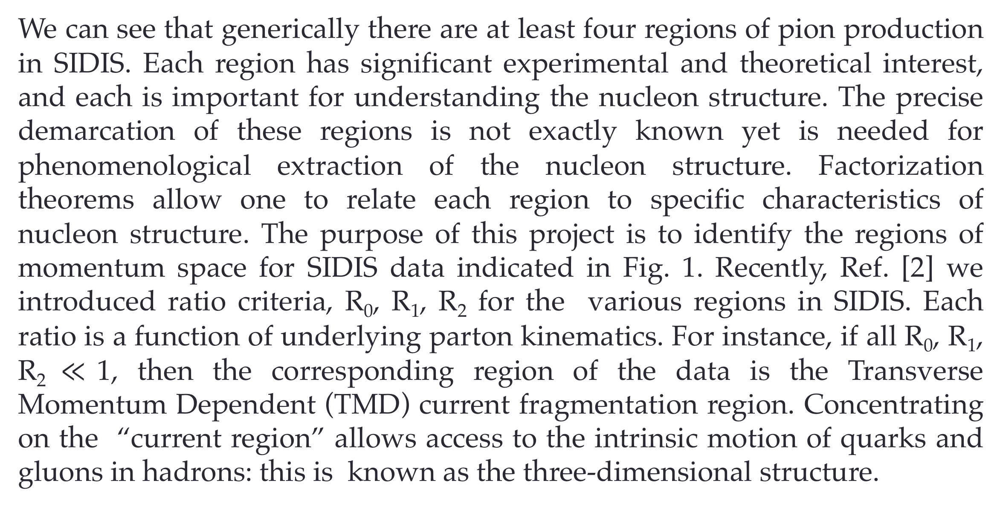 We can see that generically there are at least four regions of pion production
in SIDIS. Each region has significant experimental and theoretical interest,
and each is important for understanding the nucleon structure. The precise
demarcation of these regions is not exactly known yet is needed for
phenomenological extraction of the nucleon structure. Factorization
theorems allow one to relate each region to specific characteristics of
nucleon structure. The purpose of this project is to identify the regions of
momentum space for SIDIS data indicated in Fig. 1. Recently, Ref. [2] we
introduced ratio criteria, R₀, R₁, R₂ for the various regions in SIDIS. Each
ratio is a function of underlying parton kinematics. For instance, if all R₀, R₁,
R₂ ≪ 1, then the corresponding region of the data is the Transverse
Momentum Dependent (TMD) current fragmentation region. Concentrating
on the “current region” allows access to the intrinsic motion of quarks and
gluons in hadrons: this is known as the three-dimensional structure.